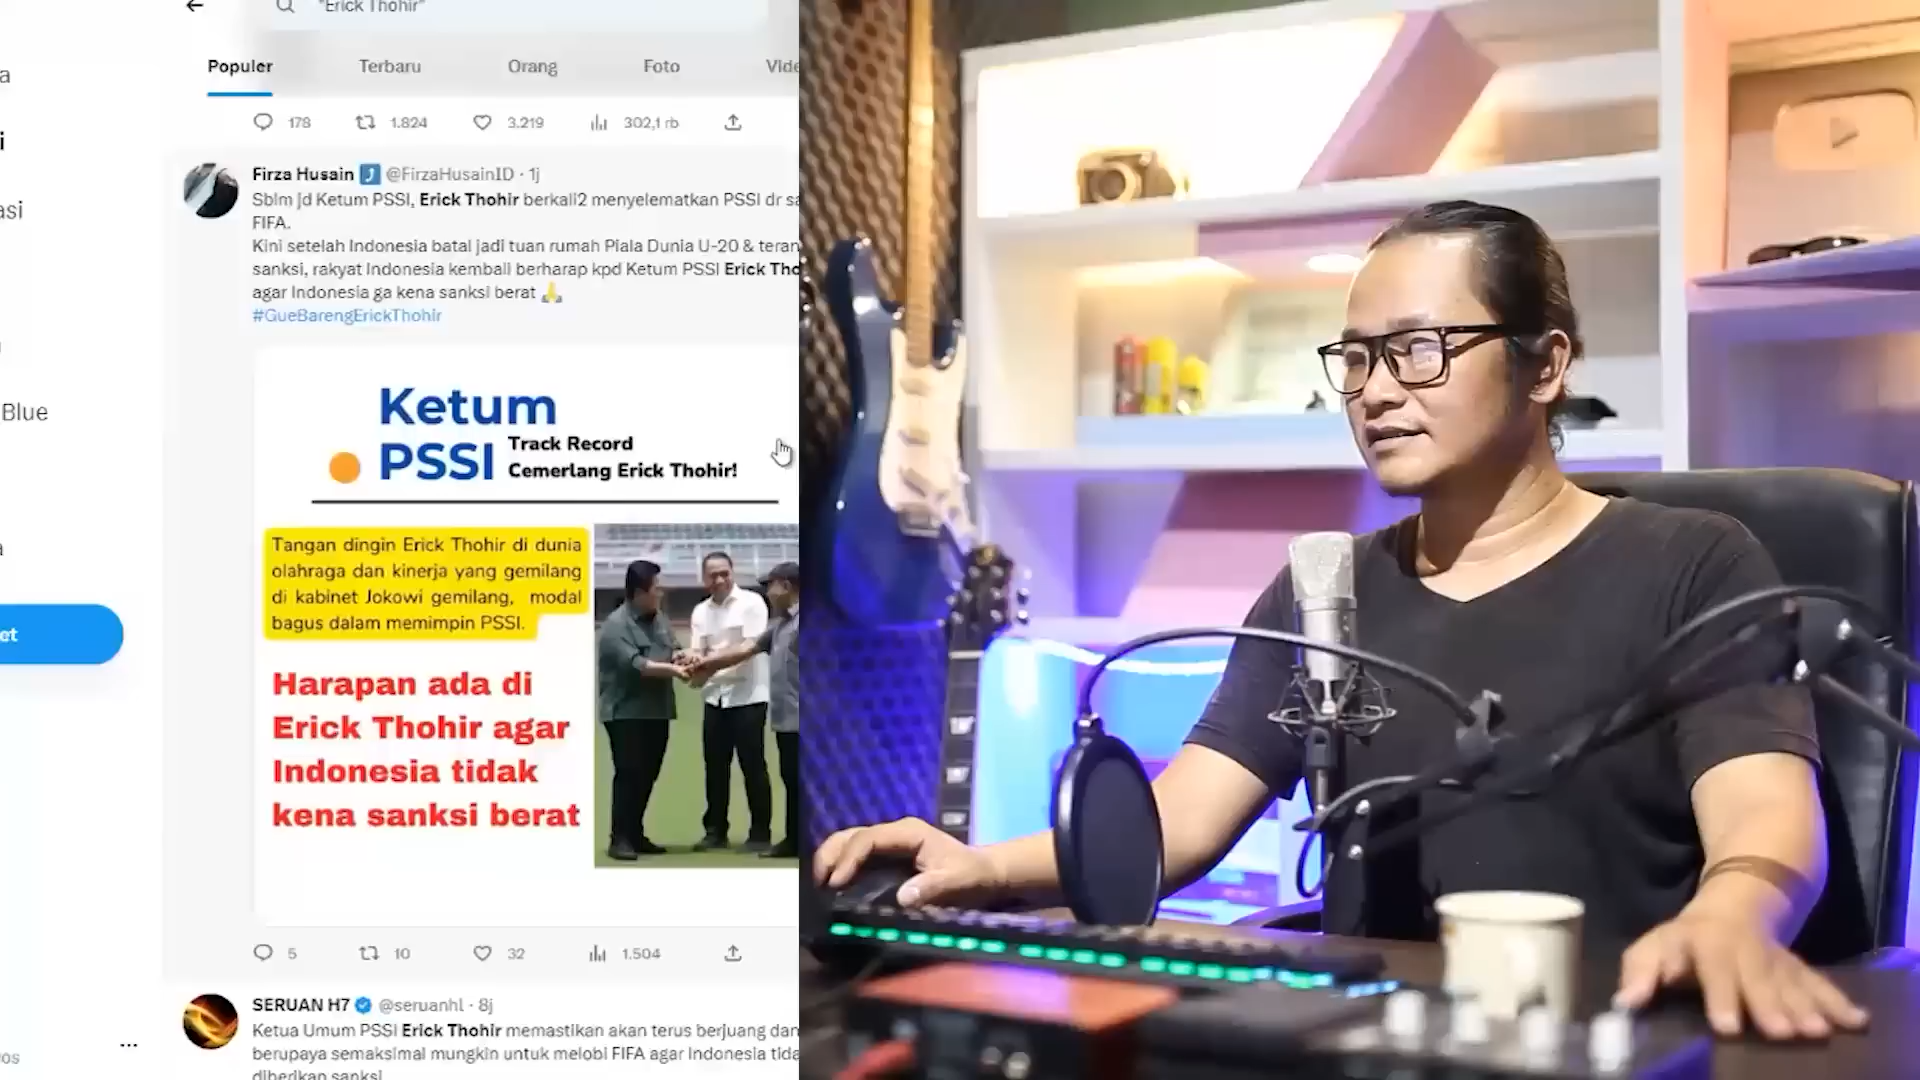 "Erick Thohir"
Populer
Terbaru
Orang
Foto
178
1.824
3.219
302,1 rb
Firza Husain @FirzaHusainID · 1j
Sblm jd Ketum PSSI, Erick Thohir berkali2 menyelematkan PSSI dr
FIFA.
Kini setelah Indonesia batal jadi tuan rumah Piala Dunia U-20 &
sanksi, rakyat Indonesia kembali berharap kpd Ketum PSSI Erick
agar Indonesia ga kena sanksi berat
#GueBarengErickThohir
Ketum
PSSI
Track Record
Cemerlang Erick Thohir!
Tangan dingin Erick Thohir di dunia
olahraga dan kinerja yang gemilang
di kabinet Jokowi gemilang, modal
bagus dalam memimpin PSSI.
Harapan ada di
Erick Thohir agar
Indonesia tidak
kena sanksi berat
5
10
32
1.504
SERUAN H7 @seruanhl · 8j
Ketua Umum PSSI Erick Thohir memastikan akan terus berjuang dan
berupaya semaksimal mungkin untuk melobi FIFA agar Indonesia
diberikan sanksi
Blue